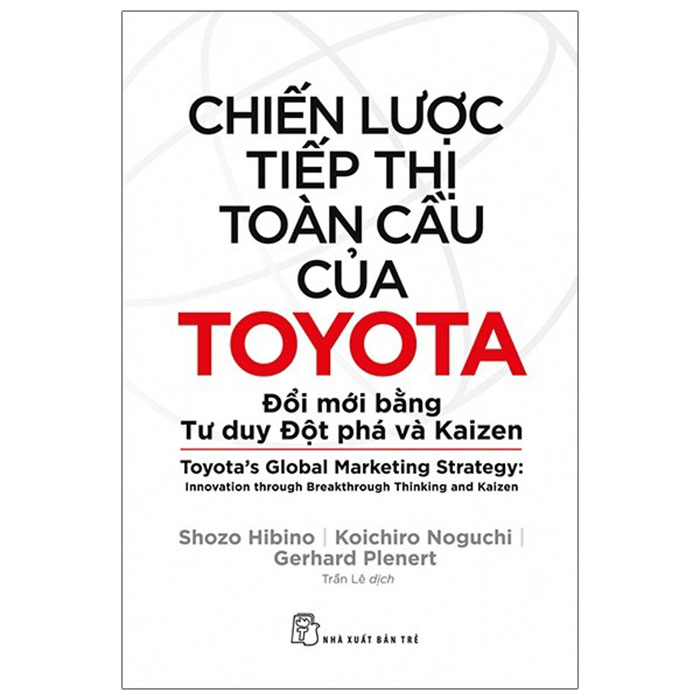 CHIẾN LƯỢC
TIẾP THỊ
TOÀN CẦU
CỦA
TOYOTA
Đổi mới bằng
Tư duy Đột phá và Kaizen
Toyota's Global Marketing Strategy:
Innovation through Breakthrough Thinking and Kaizen
Shozo Hibino | Koichiro Noguchi |
Gerhard Plenert
Trần Lê dịch
NHÀ XUẤT BẢN TRẺ